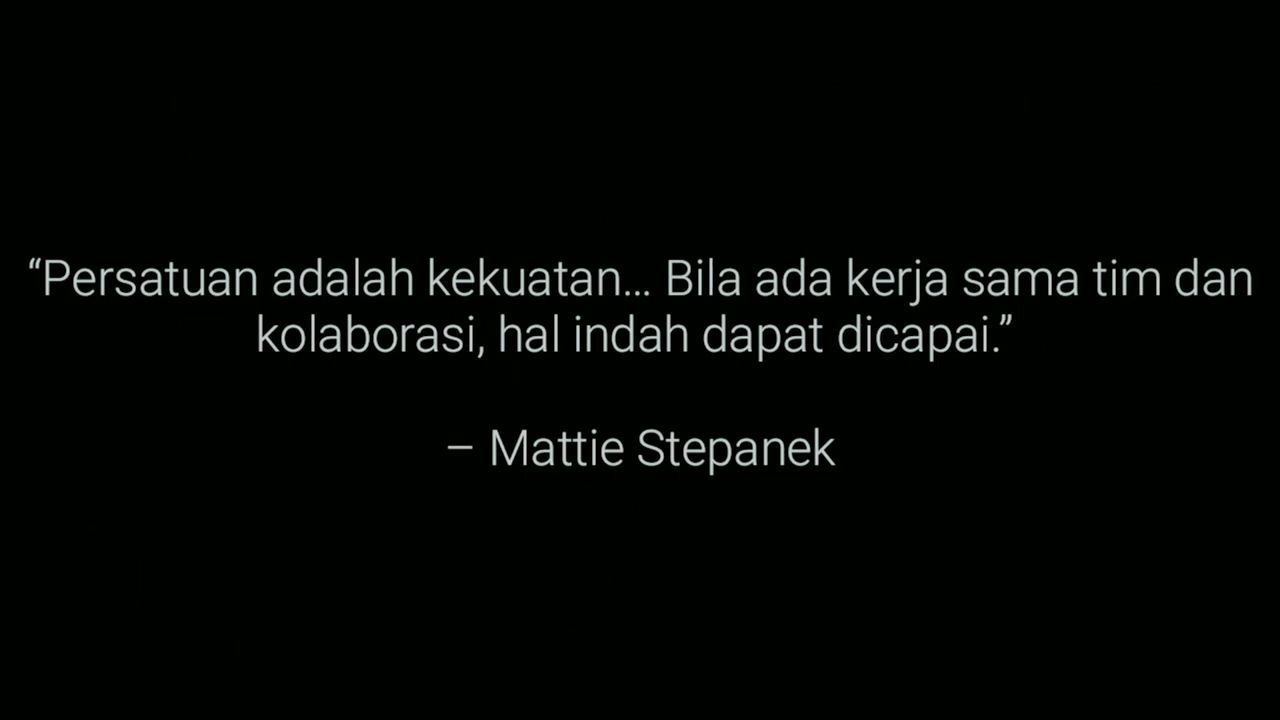 “Persatuan adalah kekuatan... Bila ada kerja sama tim dan
kolaborasi, hal indah dapat dicapai.”
– Mattie Stepanek